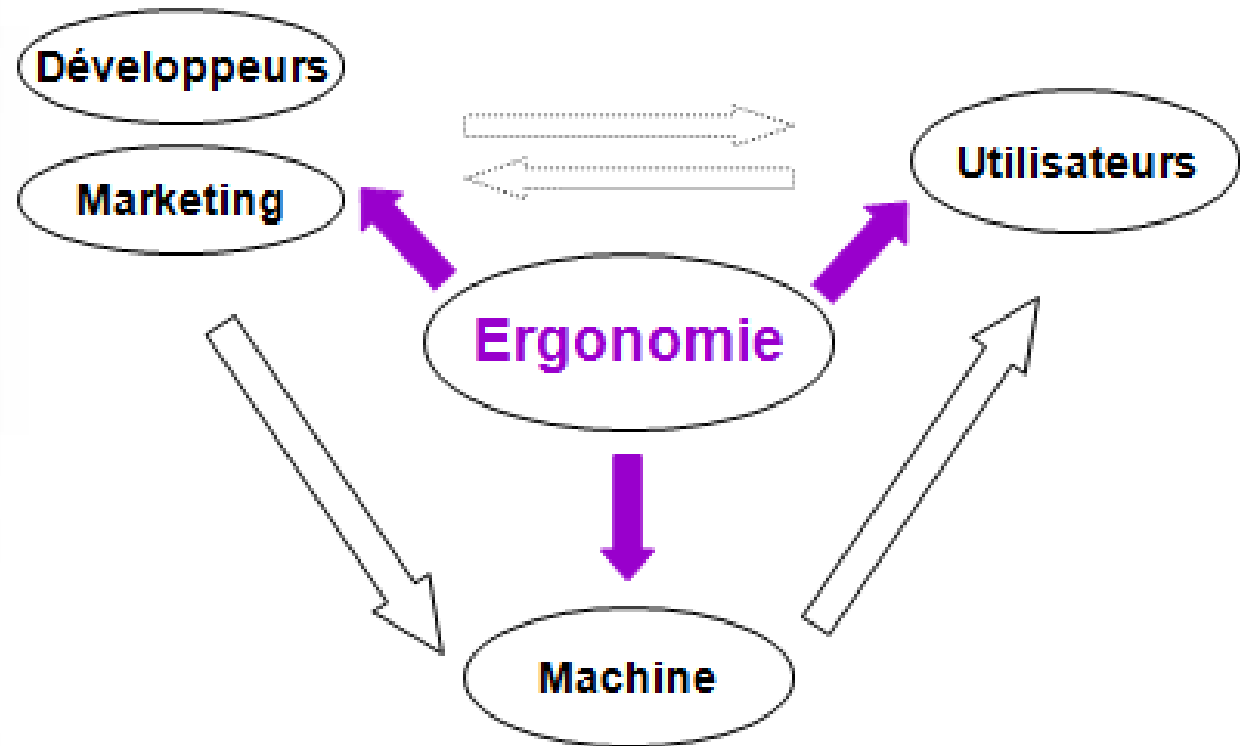 Développeurs
Utilisateurs
Marketing
Ergonomie
Machine